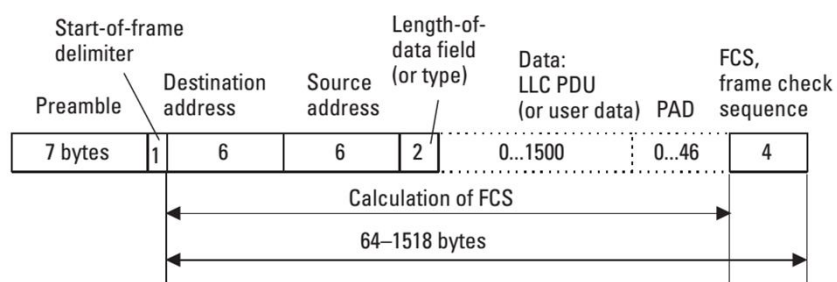 Start-of-frame
delimiter
Length-of-
data field
(or type)
Destination
address
Source
address
Data:
LLC PDU
(or user data)
PAD
FCS,
frame check
sequence
Preamble
7 bytes
1
6
6
2
0...1500
0...46
4
Calculation of FCS
64–1518 bytes